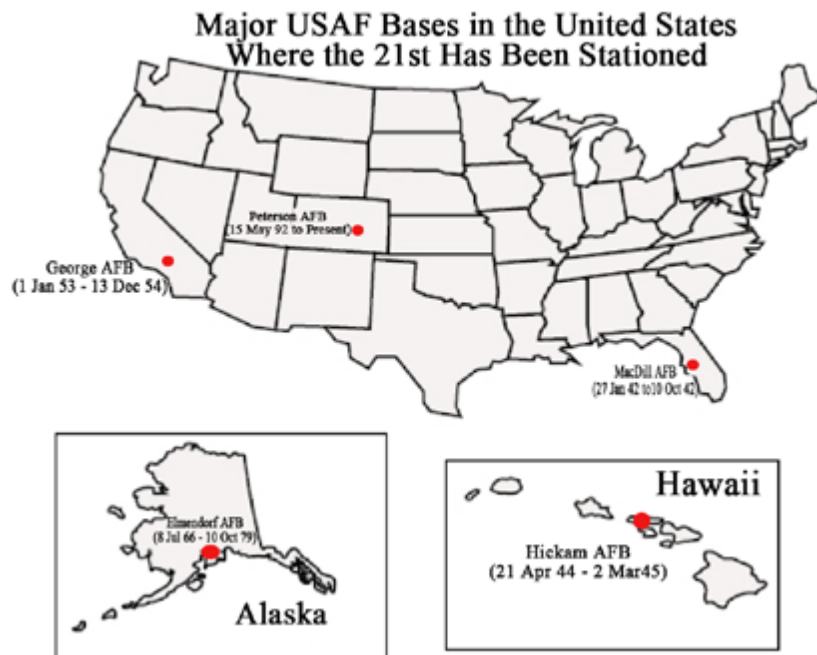 Major USAF Bases in the United States
Where the 21st Has Been Stationed
Peterson AFB
(15 May 92 to Present)
George AFB
(1 Jan 53 - 13 Dec 54)
MacDill AFB
(27 Jan 42 to10 Oct 42)
Elmendorf AFB
(8 Jul 66 - 10 Oct 79)
Alaska
Hawaii
Hickam AFB
(21 Apr 44 - 2 Mar45)